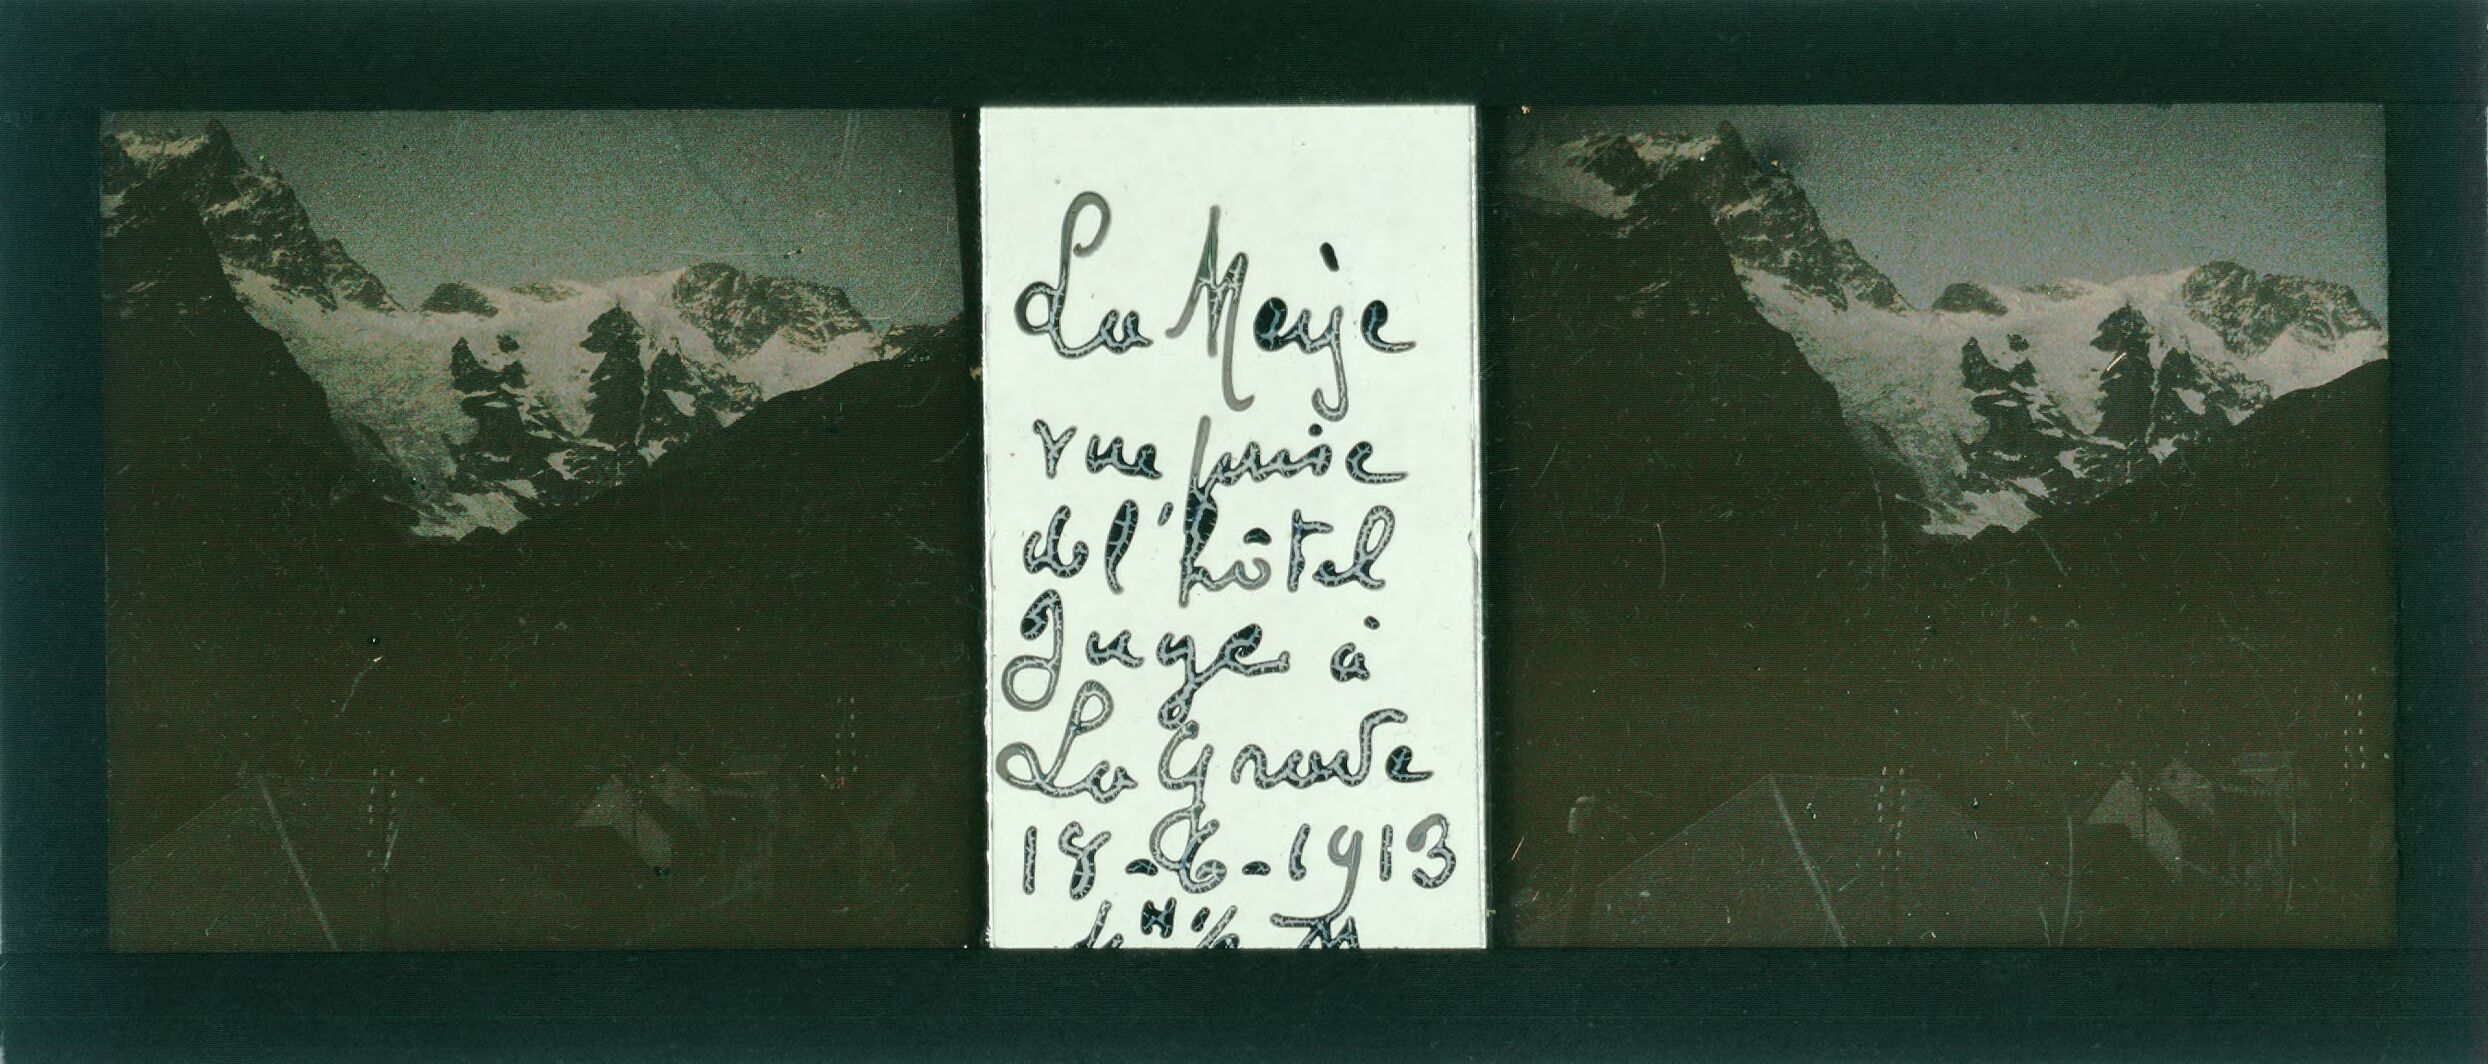 La Meije
vue prise
de l'hôtel
Juge à
La Grave
18-6-1913